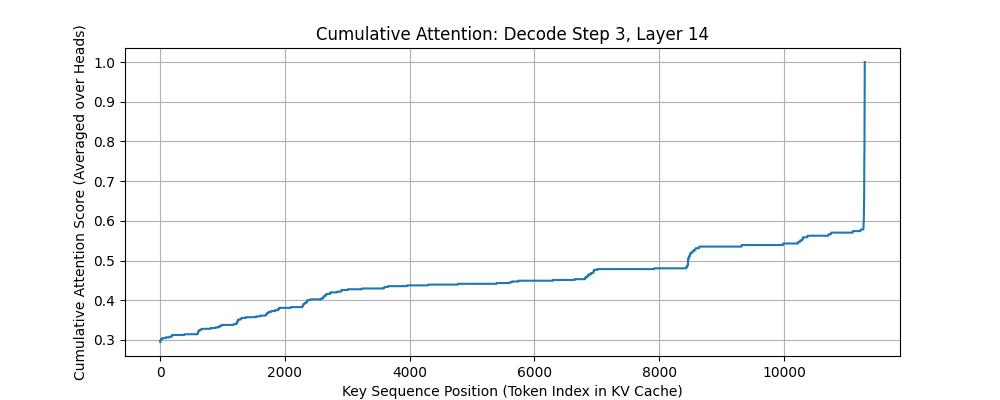 Cumulative Attention: Decode Step 3, Layer 14
Cumulative Attention Score (Averaged over Heads)
1.0
0.9
0.8
0.7
0.6
0.5
0.4
0.3
0 2000 4000 6000 8000 10000
Key Sequence Position (Token Index in KV Cache)